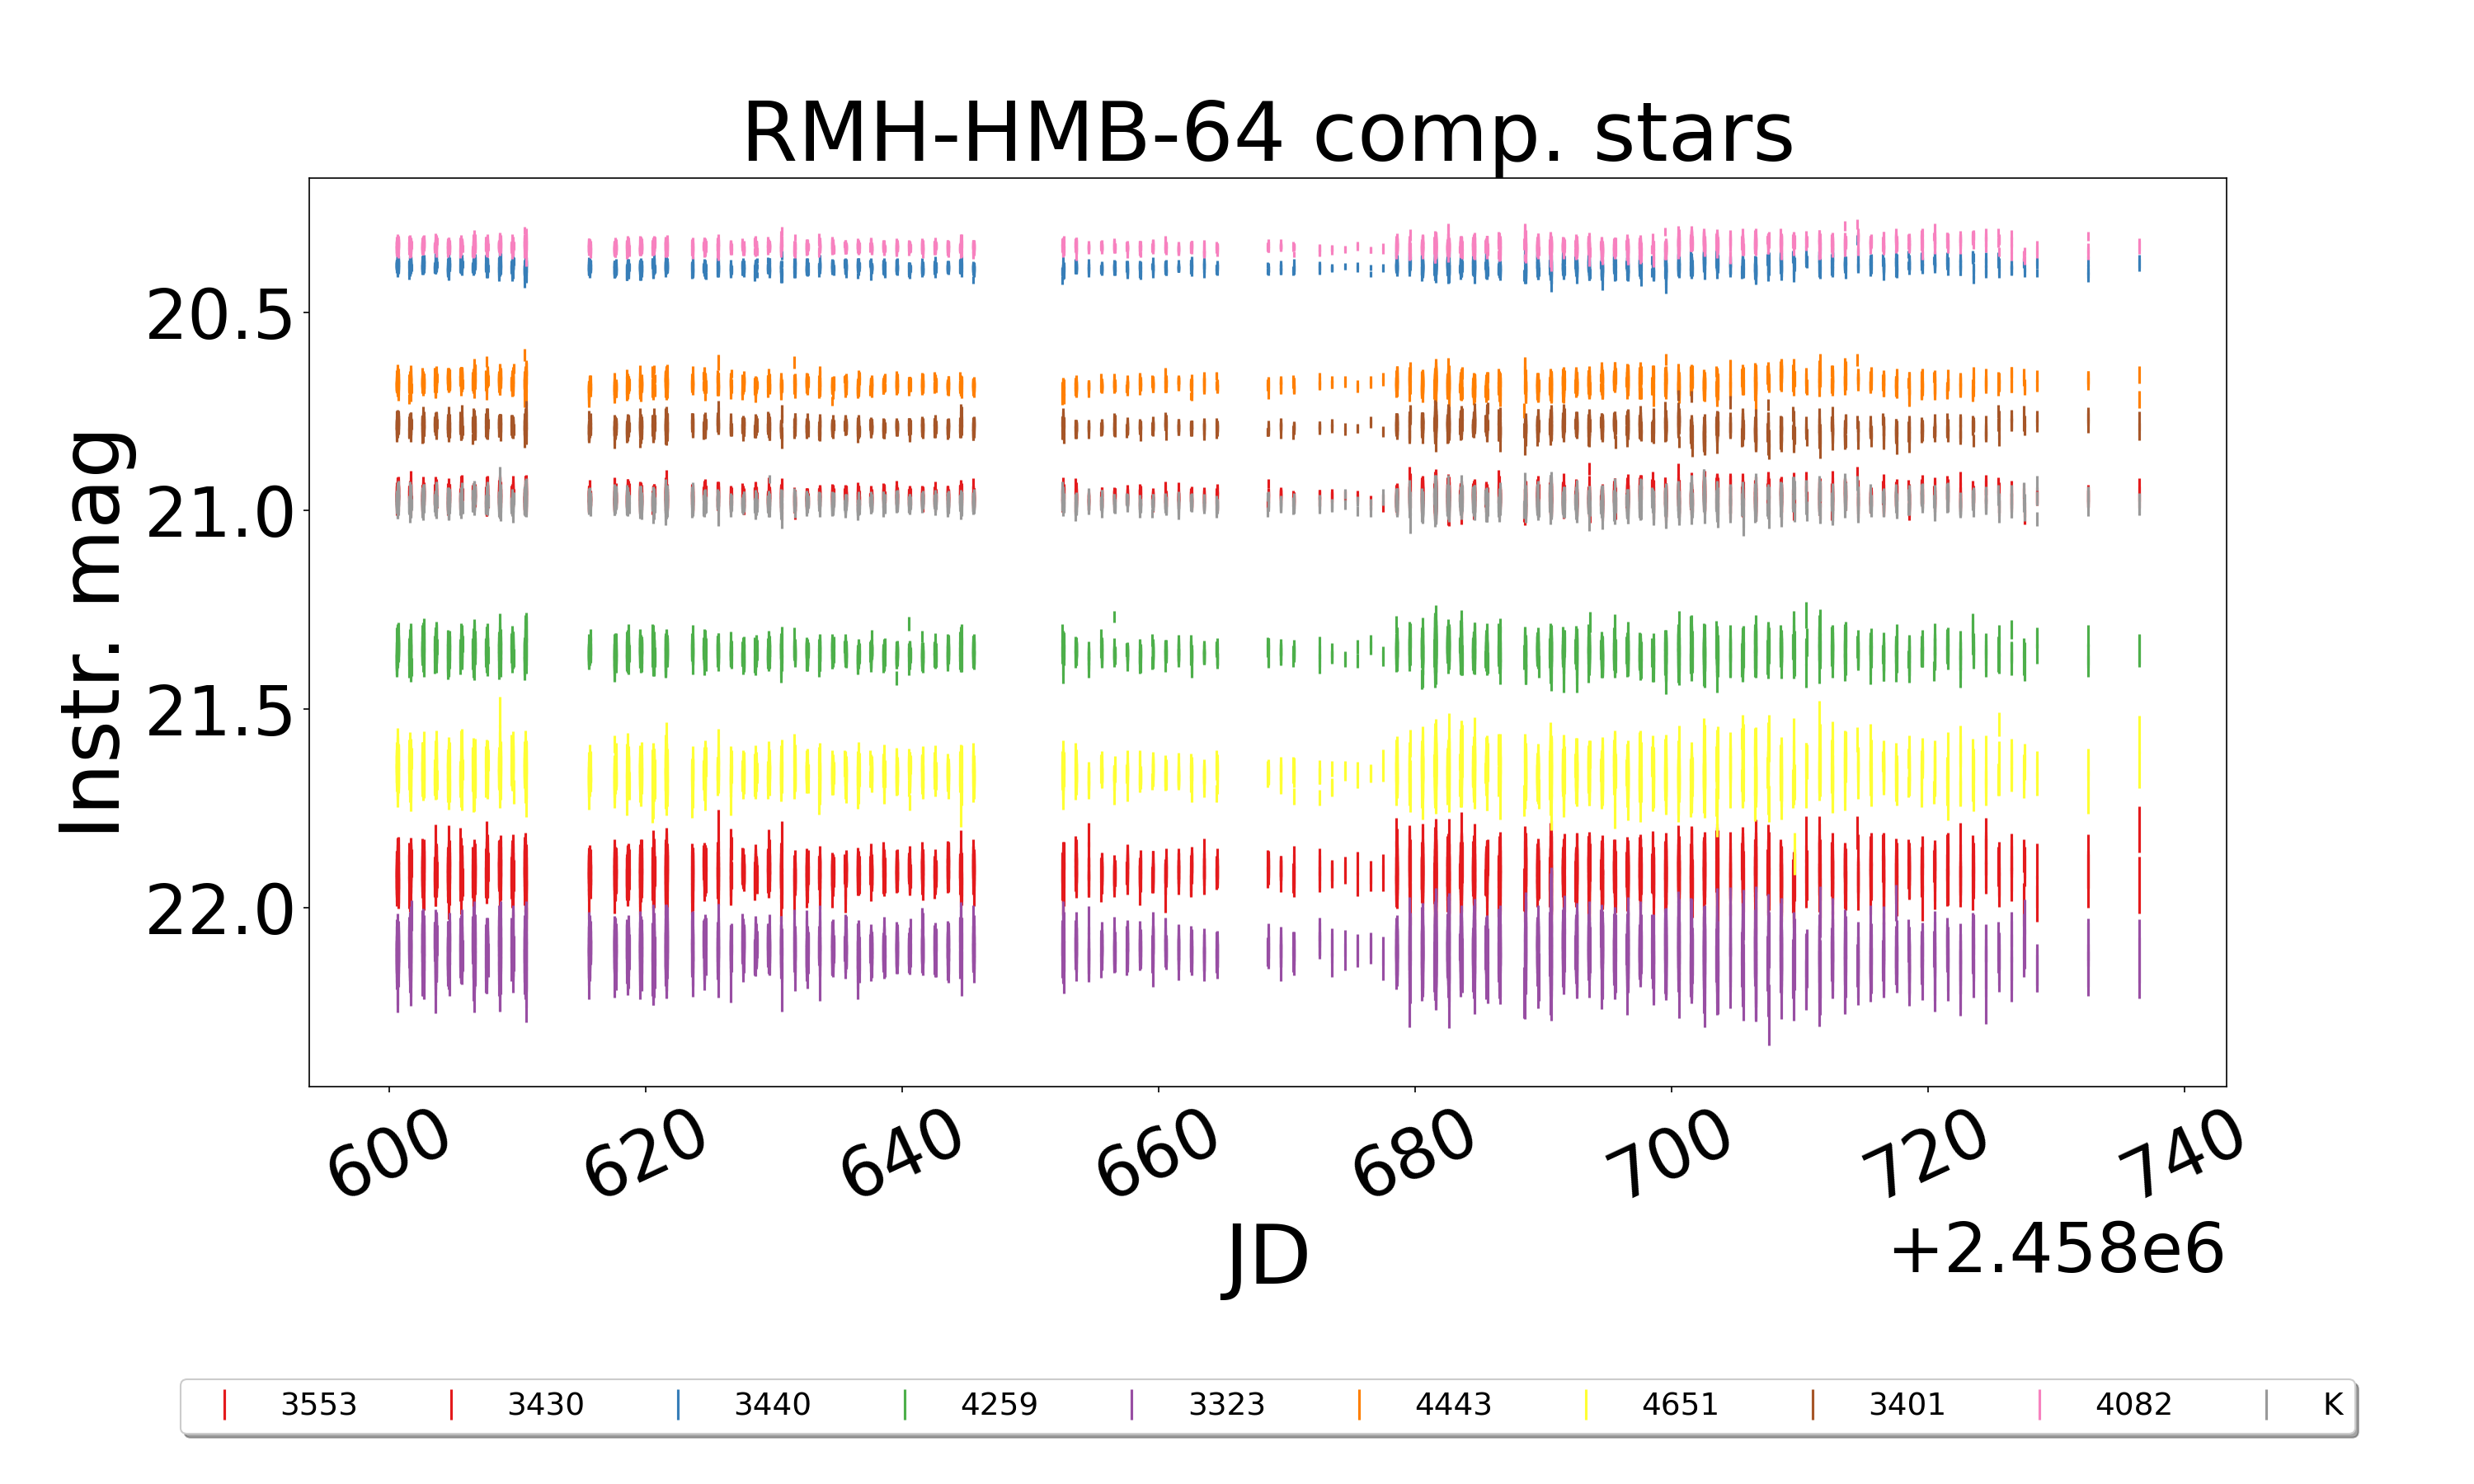 RMH-HMB-64 comp. stars
Instr. mag
20.5
21.0
21.5
22.0
600 620 640 660 680 700 720 740
JD
+2.458e6
3553 3430 3440 4259 3323 4443 4651 3401 4082 K